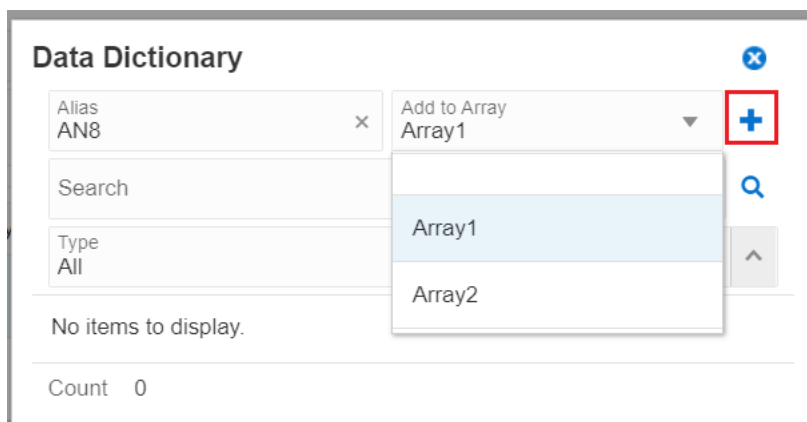 Data Dictionary
Alias
AN8
Add to Array
Array1
Search
Array1
Type
All
Array2
No items to display.
Count 0